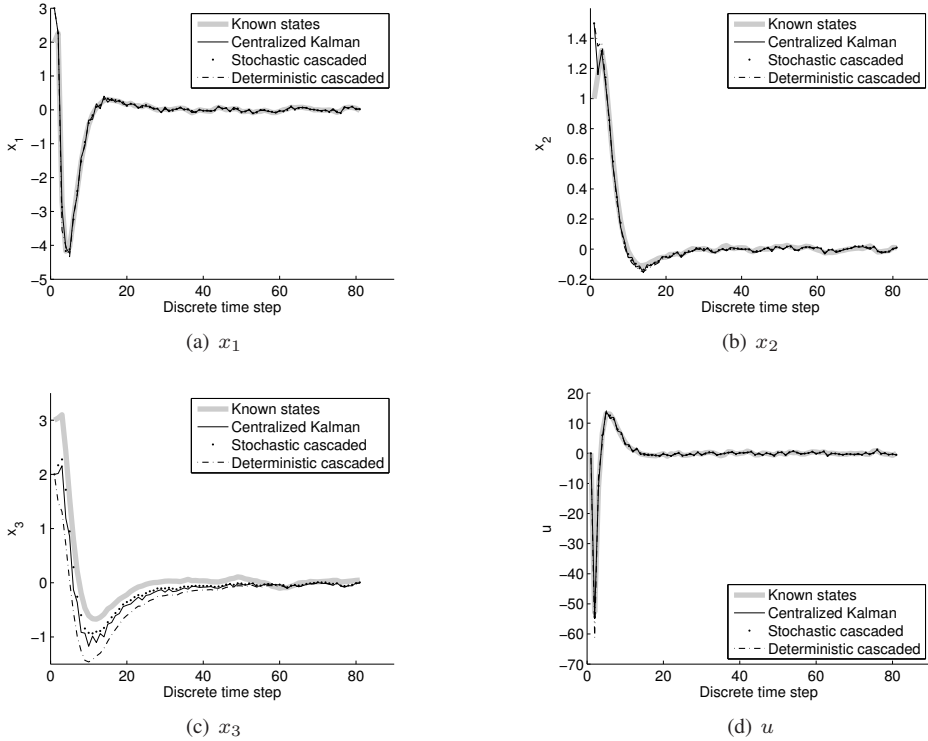 3
2
1
0
−1
−2
−3
−4
−5
x1
0
20
40
60
80
Discrete time step
Known states
Centralized Kalman
Stochastic cascaded
Deterministic cascaded
(a) x1
1.4
1.2
1
0.8
0.6
0.4
0.2
0
−0.2
x2
0
20
40
60
80
Discrete time step
Known states
Centralized Kalman
Stochastic cascaded
Deterministic cascaded
(b) x2
3
2
1
0
−1
x3
0
20
40
60
80
Discrete time step
Known states
Centralized Kalman
Stochastic cascaded
Deterministic cascaded
(c) x3
20
10
0
−10
−20
−30
−40
−50
−60
−70
u
0
20
40
60
80
Discrete time step
Known states
Centralized Kalman
Stochastic cascaded
Deterministic cascaded
(d) u